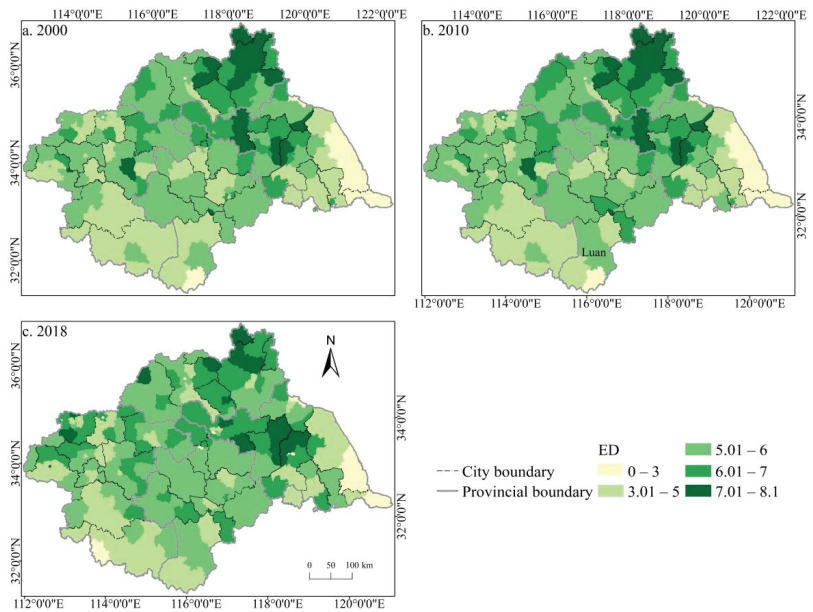 114°0'0"E 116°0'0"E 118°0'0"E 120°0'0"E 122°0'0"E
a. 2000
36°0'0"N
34°0'0"N
32°0'0"N
114°0'0"E 116°0'0"E 118°0'0"E 120°0'0"E 122°0'0"E
b. 2010
Luan
34°0'0"N
32°0'0"N
112°0'0"E 114°0'0"E 116°0'0"E 118°0'0"E 120°0'0"E
c. 2018
N
36°0'0"N
34°0'0"N
32°0'0"N
34°0'0"N
32°0'0"N
0 50 100 km
112°0'0"E 114°0'0"E 116°0'0"E 118°0'0"E 120°0'0"E
City boundary
Provincial boundary
ED
0 – 3
3.01 – 5
5.01 – 6
6.01 – 7
7.01 – 8.1